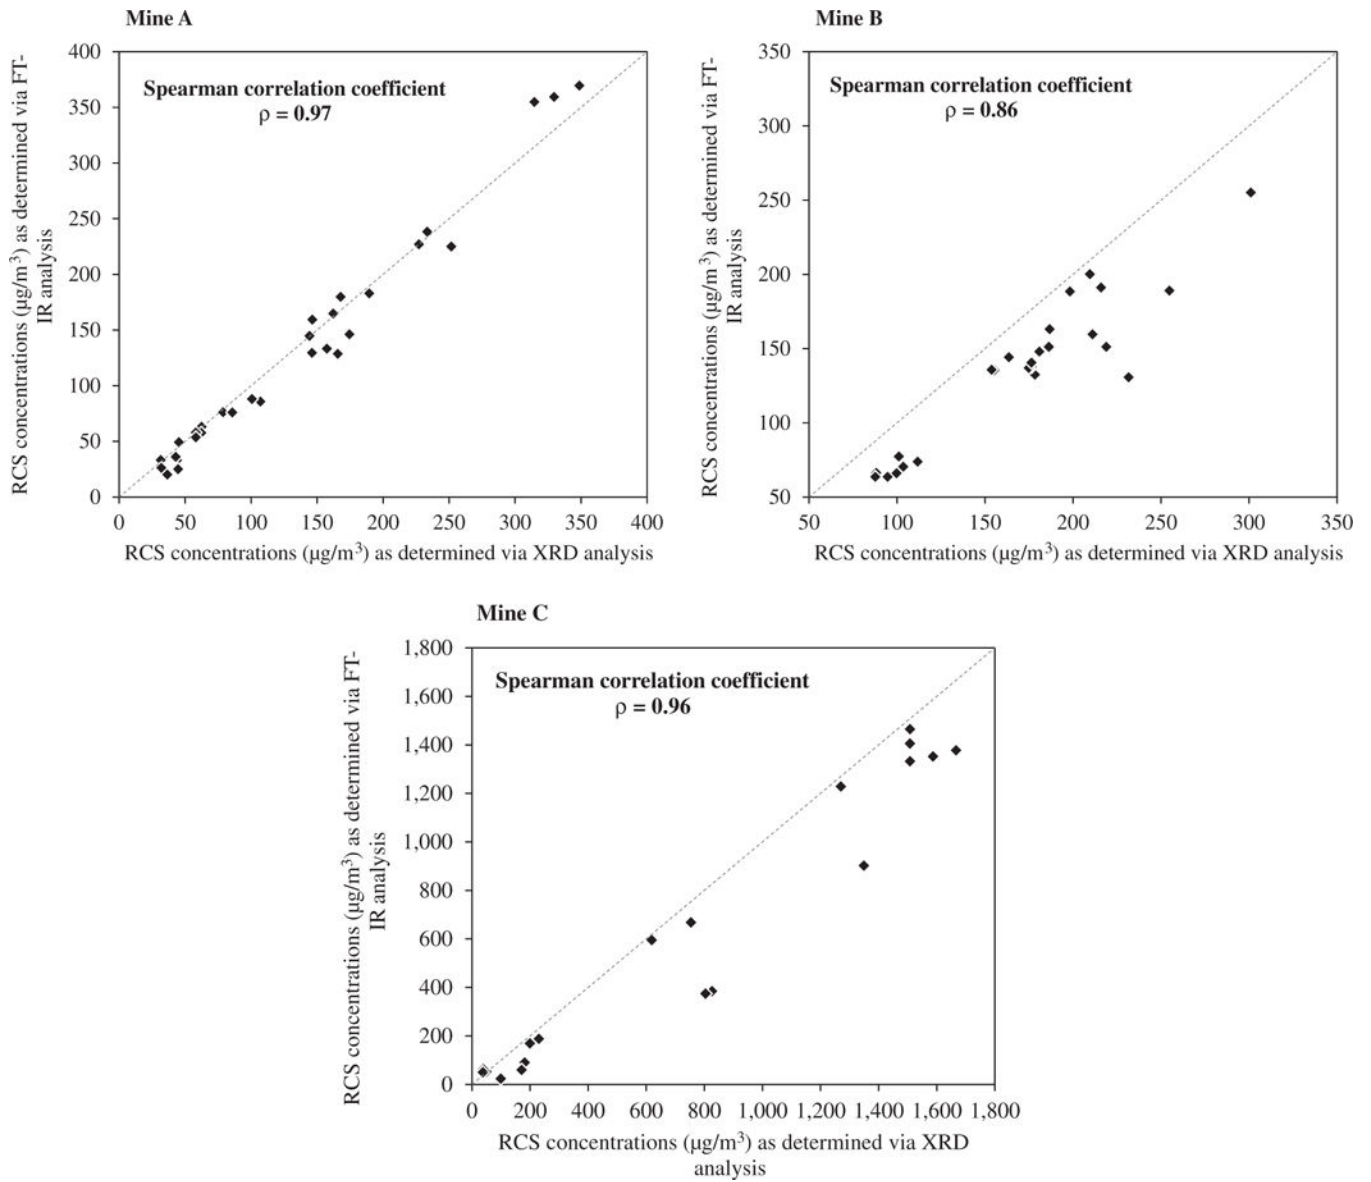 Mine A
RCS concentrations (µg/m³) as determined via FT-
IR analysis
400
350
300
250
200
150
100
50
0
Spearman correlation coefficient
ρ = 0.97
0 50 100 150 200 250 300 350 400
RCS concentrations (µg/m³) as determined via XRD analysis
Mine B
RCS concentrations (µg/m³) as determined via FT-
IR analysis
350
300
250
200
150
100
50
Spearman correlation coefficient
ρ = 0.86
50 100 150 200 250 300 350
RCS concentrations (µg/m³) as determined via XRD analysis
Mine C
RCS concentrations (µg/m³) as determined via FT-
IR analysis
1,800
1,600
1,400
1,200
1,000
800
600
400
200
0
Spearman correlation coefficient
ρ = 0.96
0 200 400 600 800 1,000 1,200 1,400 1,600 1,800
RCS concentrations (µg/m³) as determined via XRD
analysis